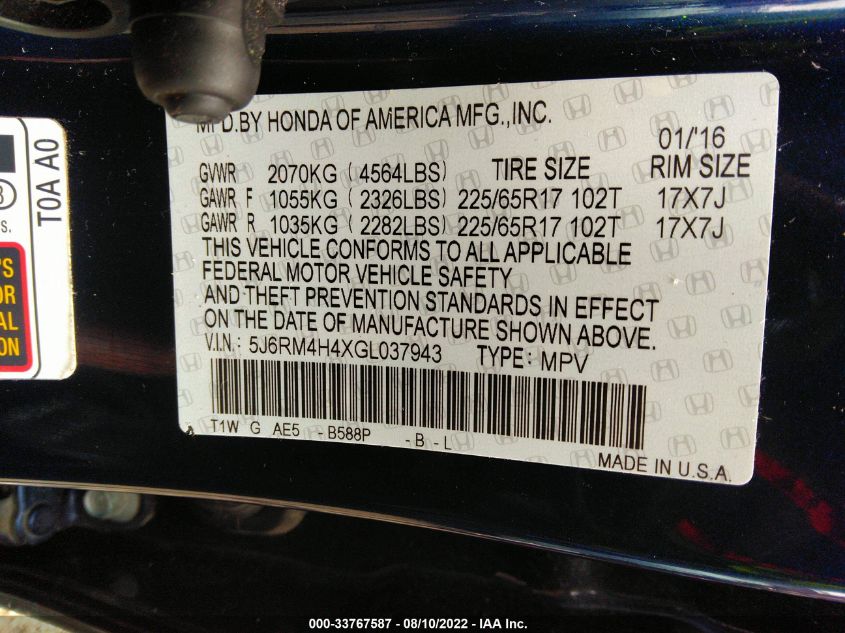 MFD.BY HONDA OF AMERICA MFG.,INC.
01/'16
GVWR 2070KG ( 4564LBS) TIRE SIZE RIM SIZE
GAWR F 1055KG ( 2326LBS) 225/65R17 102T 17X7J
GAWR R 1035KG ( 2282LBS) 225/65R17 102T 17X7J
THIS VEHICLE CONFORMS TO ALL APPLICABLE
FEDERAL MOTOR VEHICLE SAFETY
AND THEFT PREVENTION STANDARDS IN EFFECT
ON THE DATE OF MANUFACTURE SHOWN ABOVE.
V.I.N : 5J6RM4H4XGL037943 TYPE: MPV
T1W G AE5 - B588P - B - L
MADE IN U.S.A.
T0A A0
000-33767587 - 08/10/2022 - IAA Inc.